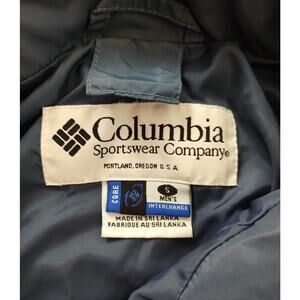 Columbia
Sportswear Company®
PORTLAND, OREGON U.S.A.
CORE
S
MEN'S
INTERCHANGE
MADE IN SRI LANKA
FABRIQUE AU SRI LANKA